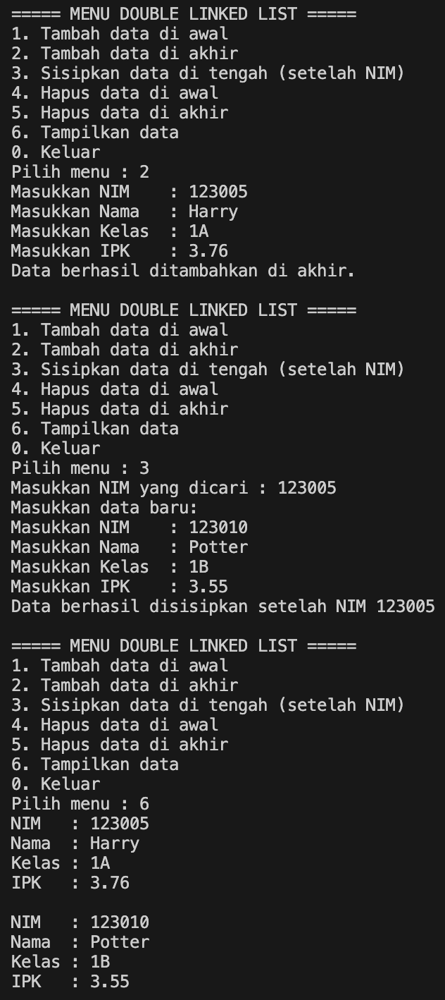 ===== MENU DOUBLE LINKED LIST =====
1. Tambah data di awal
2. Tambah data di akhir
3. Sisipkan data di tengah (setelah NIM)
4. Hapus data di awal
5. Hapus data di akhir
6. Tampilkan data
0. Keluar
Pilih menu : 2
Masukkan NIM    : 123005
Masukkan Nama   : Harry
Masukkan Kelas  : 1A
Masukkan IPK    : 3.76
Data berhasil ditambahkan di akhir.

===== MENU DOUBLE LINKED LIST =====
1. Tambah data di awal
2. Tambah data di akhir
3. Sisipkan data di tengah (setelah NIM)
4. Hapus data di awal
5. Hapus data di akhir
6. Tampilkan data
0. Keluar
Pilih menu : 3
Masukkan NIM yang dicari : 123005
Masukkan data baru:
Masukkan NIM    : 123010
Masukkan Nama   : Potter
Masukkan Kelas  : 1B
Masukkan IPK    : 3.55
Data berhasil disisipkan setelah NIM 123005

===== MENU DOUBLE LINKED LIST =====
1. Tambah data di awal
2. Tambah data di akhir
3. Sisipkan data di tengah (setelah NIM)
4. Hapus data di awal
5. Hapus data di akhir
6. Tampilkan data
0. Keluar
Pilih menu : 6
NIM   : 123005
Nama  : Harry
Kelas : 1A
IPK   : 3.76

NIM   : 123010
Nama  : Potter
Kelas : 1B
IPK   : 3.55